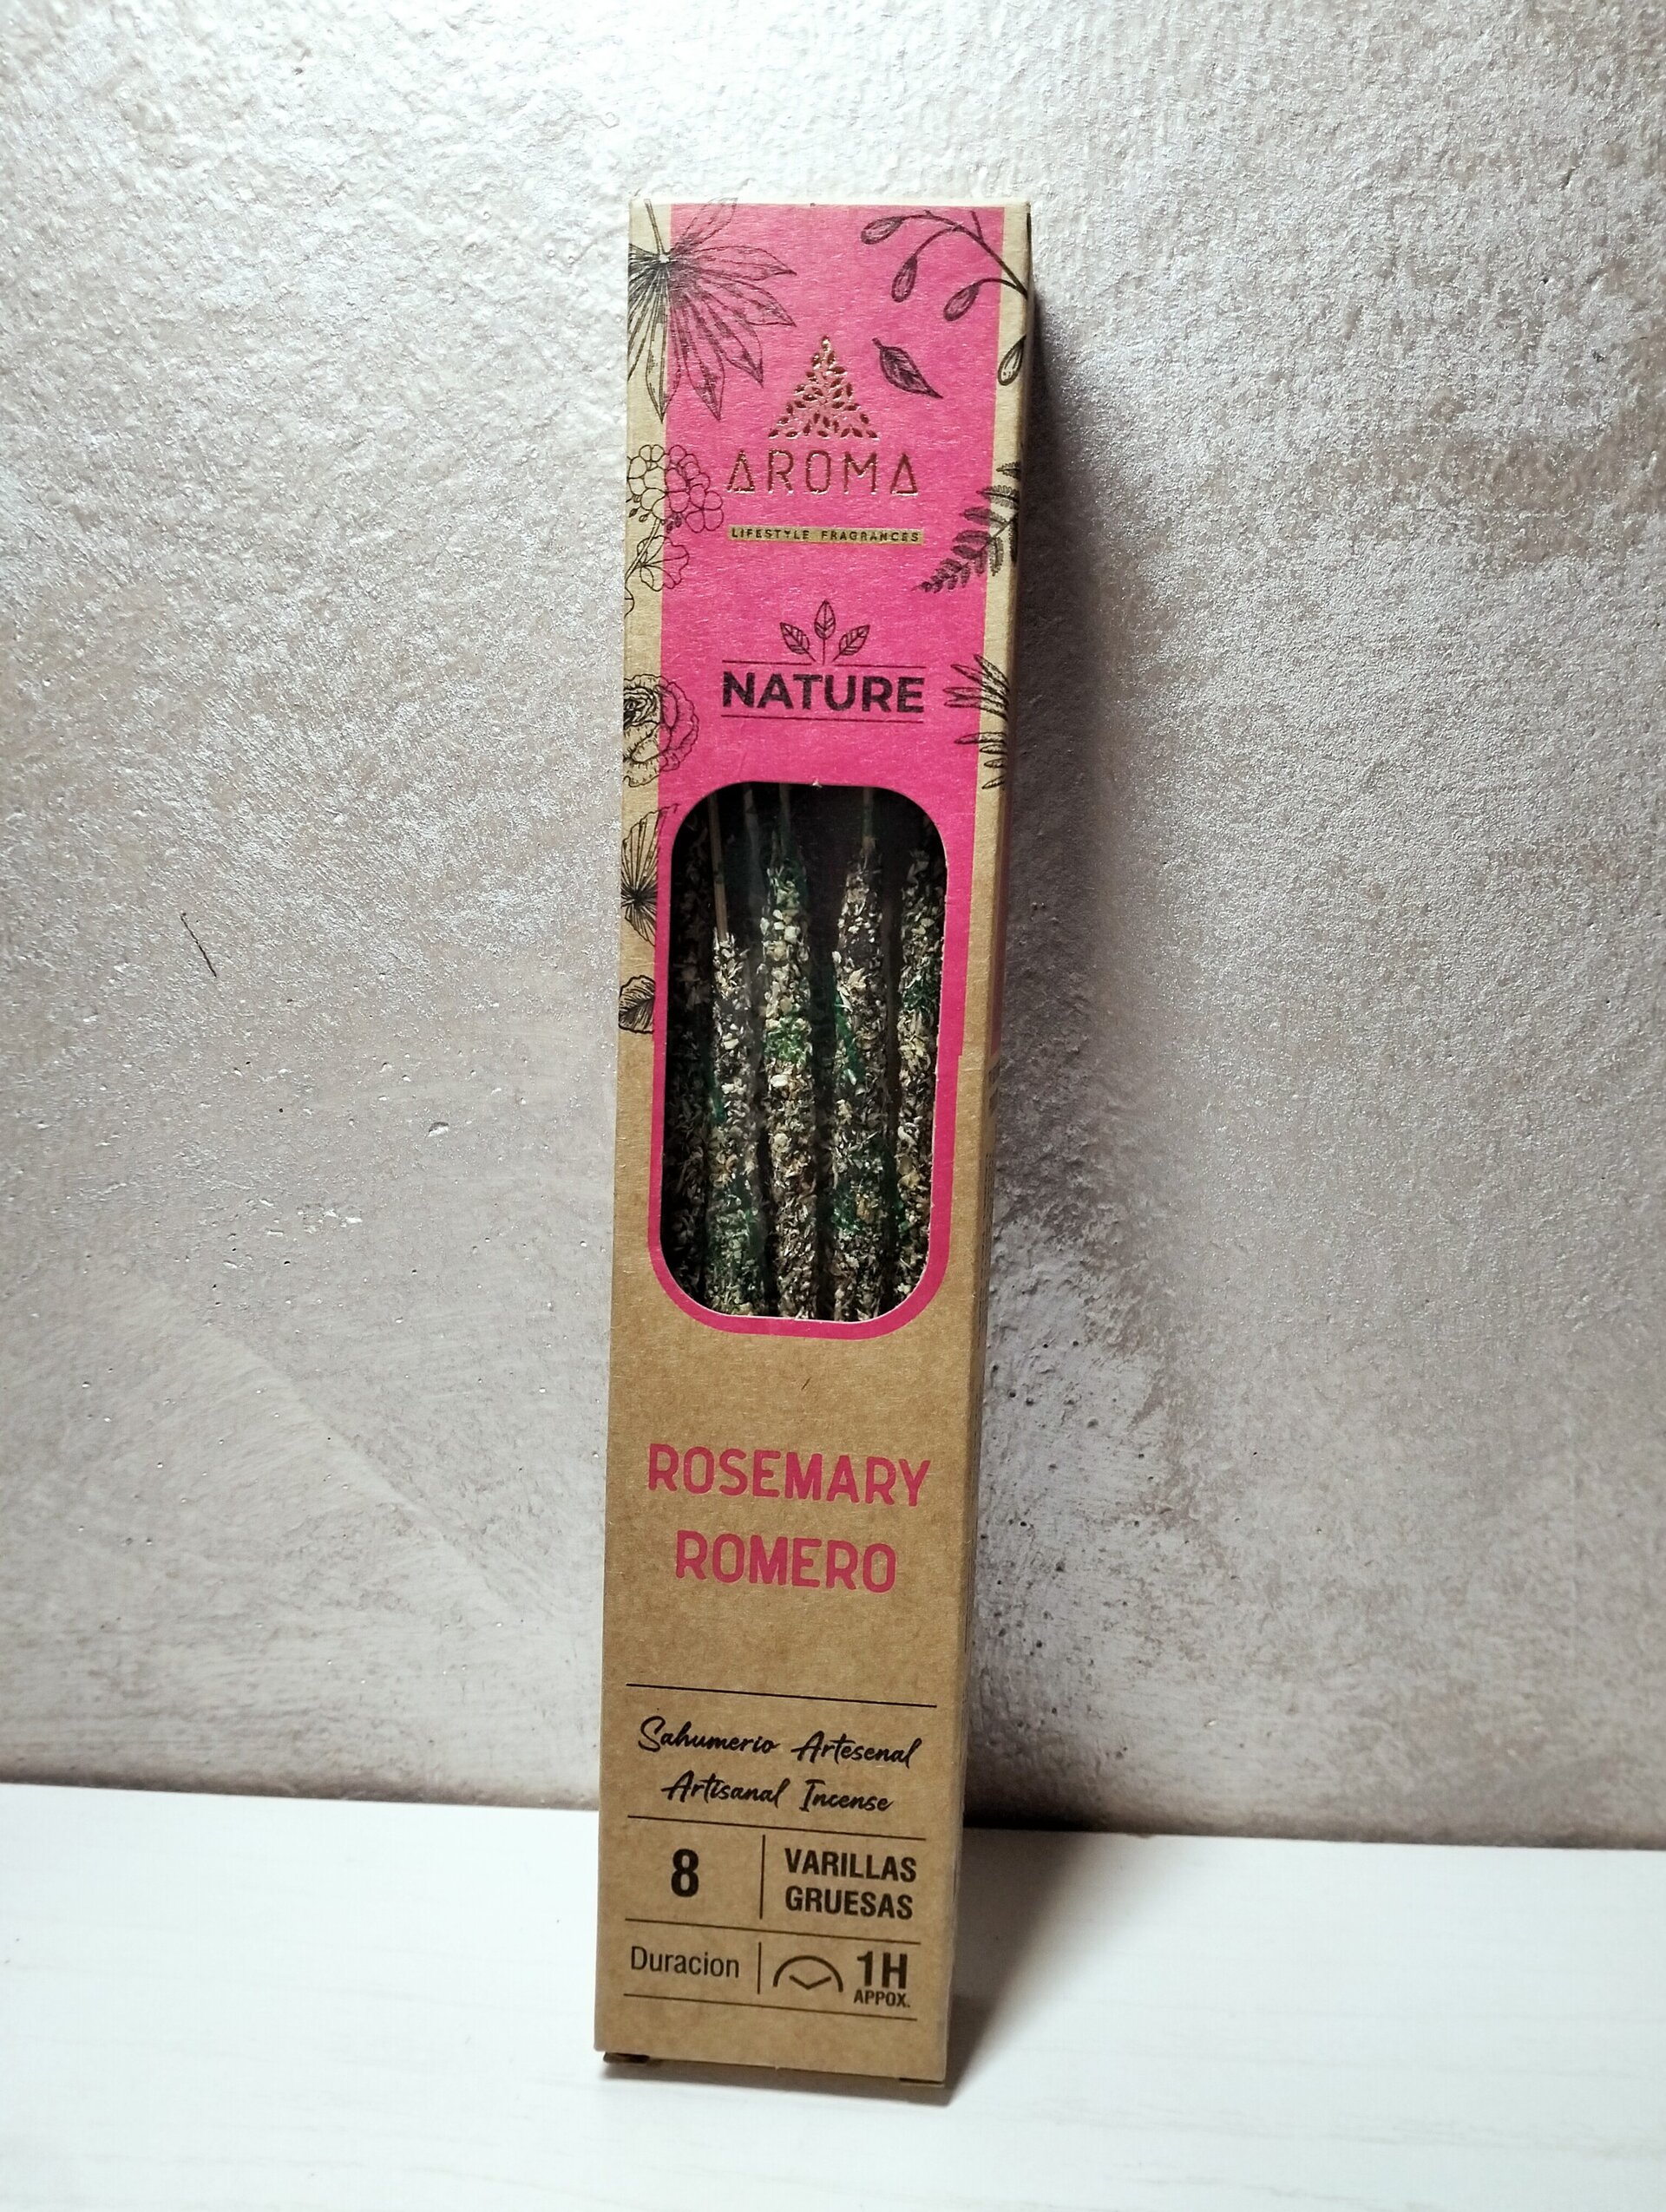 AROMA
LIFESTYLE FRAGRANCES
NATURE
ROSEMARY
ROMERO
Sahumerio Artesenal
Artisanal Incense
8
VARILLAS
GRUESAS
Duracion
1H
APPOX.